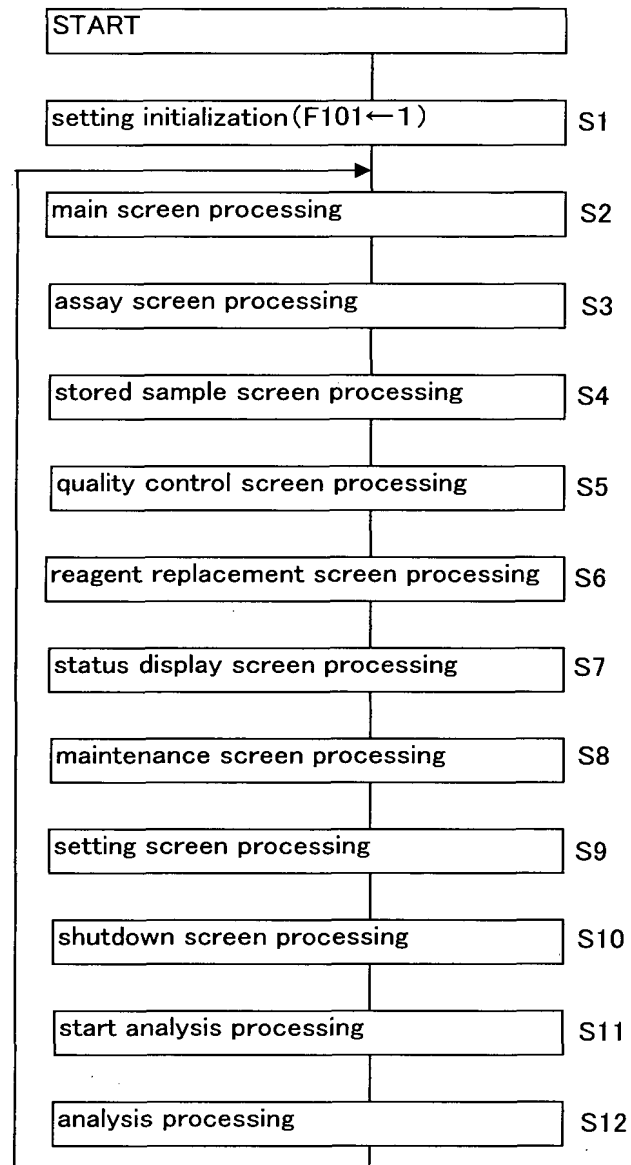 START
setting initialization(F101←1)
S1
main screen processing
S2
assay screen processing
S3
stored sample screen processing
S4
quality control screen processing
S5
reagent replacement screen processing
S6
status display screen processing
S7
maintenance screen processing
S8
setting screen processing
S9
shutdown screen processing
S10
start analysis processing
S11
analysis processing
S12